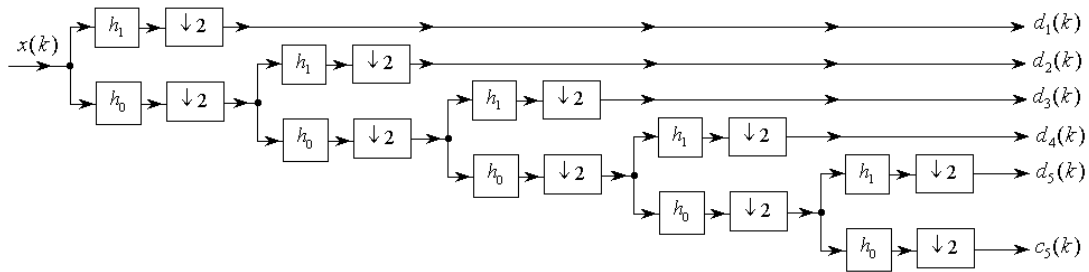 h₁ ↓2 d₁(k)
x(k)
h₀ ↓2 h₁ ↓2 d₂(k)
h₀ ↓2 h₁ ↓2 d₃(k)
h₀ ↓2 h₁ ↓2 d₄(k)
h₀ ↓2 h₁ ↓2 d₅(k)
h₀ ↓2 c₅(k)